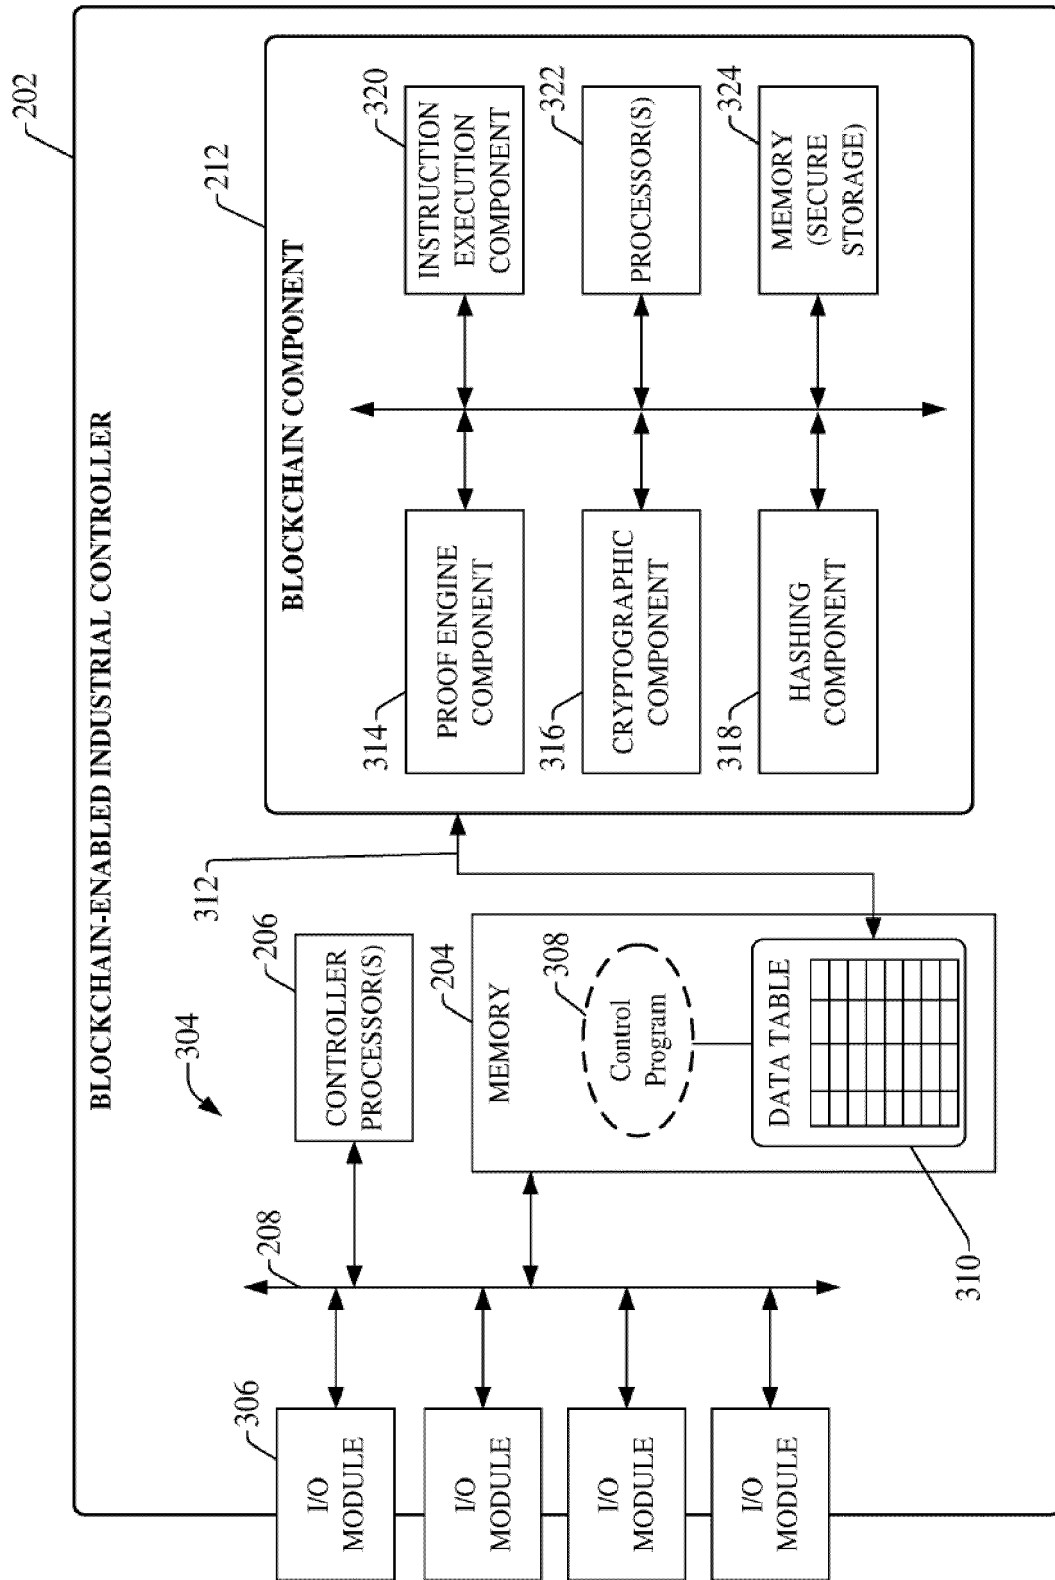 202
BLOCKCHAIN-ENABLED INDUSTRIAL CONTROLLER
212
BLOCKCHAIN COMPONENT
304
206
CONTROLLER
PROCESSOR(S)
208
306
I/O
MODULE
I/O
MODULE
I/O
MODULE
I/O
MODULE
204
MEMORY
308
Control
Program
DATA TABLE
310
312
314
PROOF ENGINE
COMPONENT
316
CRYPTOGRAPHIC
COMPONENT
318
HASHING
COMPONENT
320
INSTRUCTION
EXECUTION
COMPONENT
322
PROCESSOR(S)
324
MEMORY
(SECURE
STORAGE)